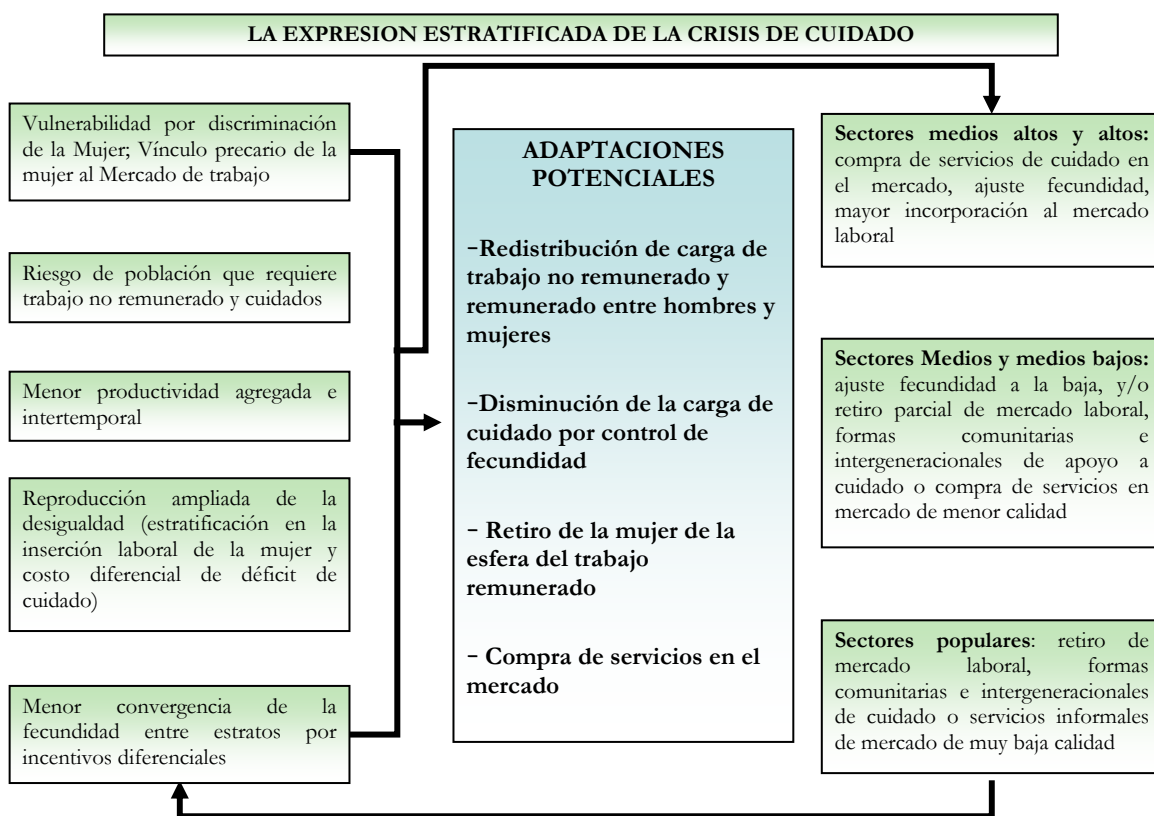 LA EXPRESION ESTRATIFICADA DE LA CRISIS DE CUIDADO
Vulnerabilidad por discriminación
de la Mujer; Vínculo precario de la
mujer al Mercado de trabajo
Riesgo de población que requiere
trabajo no remunerado y cuidados
Menor productividad agregada e
intertemporal
Reproducción ampliada de la
desigualdad (estratificación en la
inserción laboral de la mujer y
costo diferencial de déficit de
cuidado)
Menor convergencia de la
fecundidad entre estratos por
incentivos diferenciales
ADAPTACIONES
POTENCIALES
-Redistribución de carga de
trabajo no remunerado y
remunerado entre hombres y
mujeres
-Disminución de la carga de
cuidado por control de
fecundidad
- Retiro de la mujer de la
esfera del trabajo
remunerado
- Compra de servicios en el
mercado
Sectores medios altos y altos:
compra de servicios de cuidado en
el mercado, ajuste fecundidad,
mayor incorporación al mercado
laboral
Sectores Medios y medios bajos:
ajuste fecundidad a la baja, y/o
retiro parcial de mercado laboral,
formas comunitarias e
intergeneracionales de apoyo a
cuidado o compra de servicios en
mercado de menor calidad
Sectores populares: retiro de
mercado laboral, formas
comunitarias e intergeneracionales
de cuidado o servicios informales
de mercado de muy baja calidad